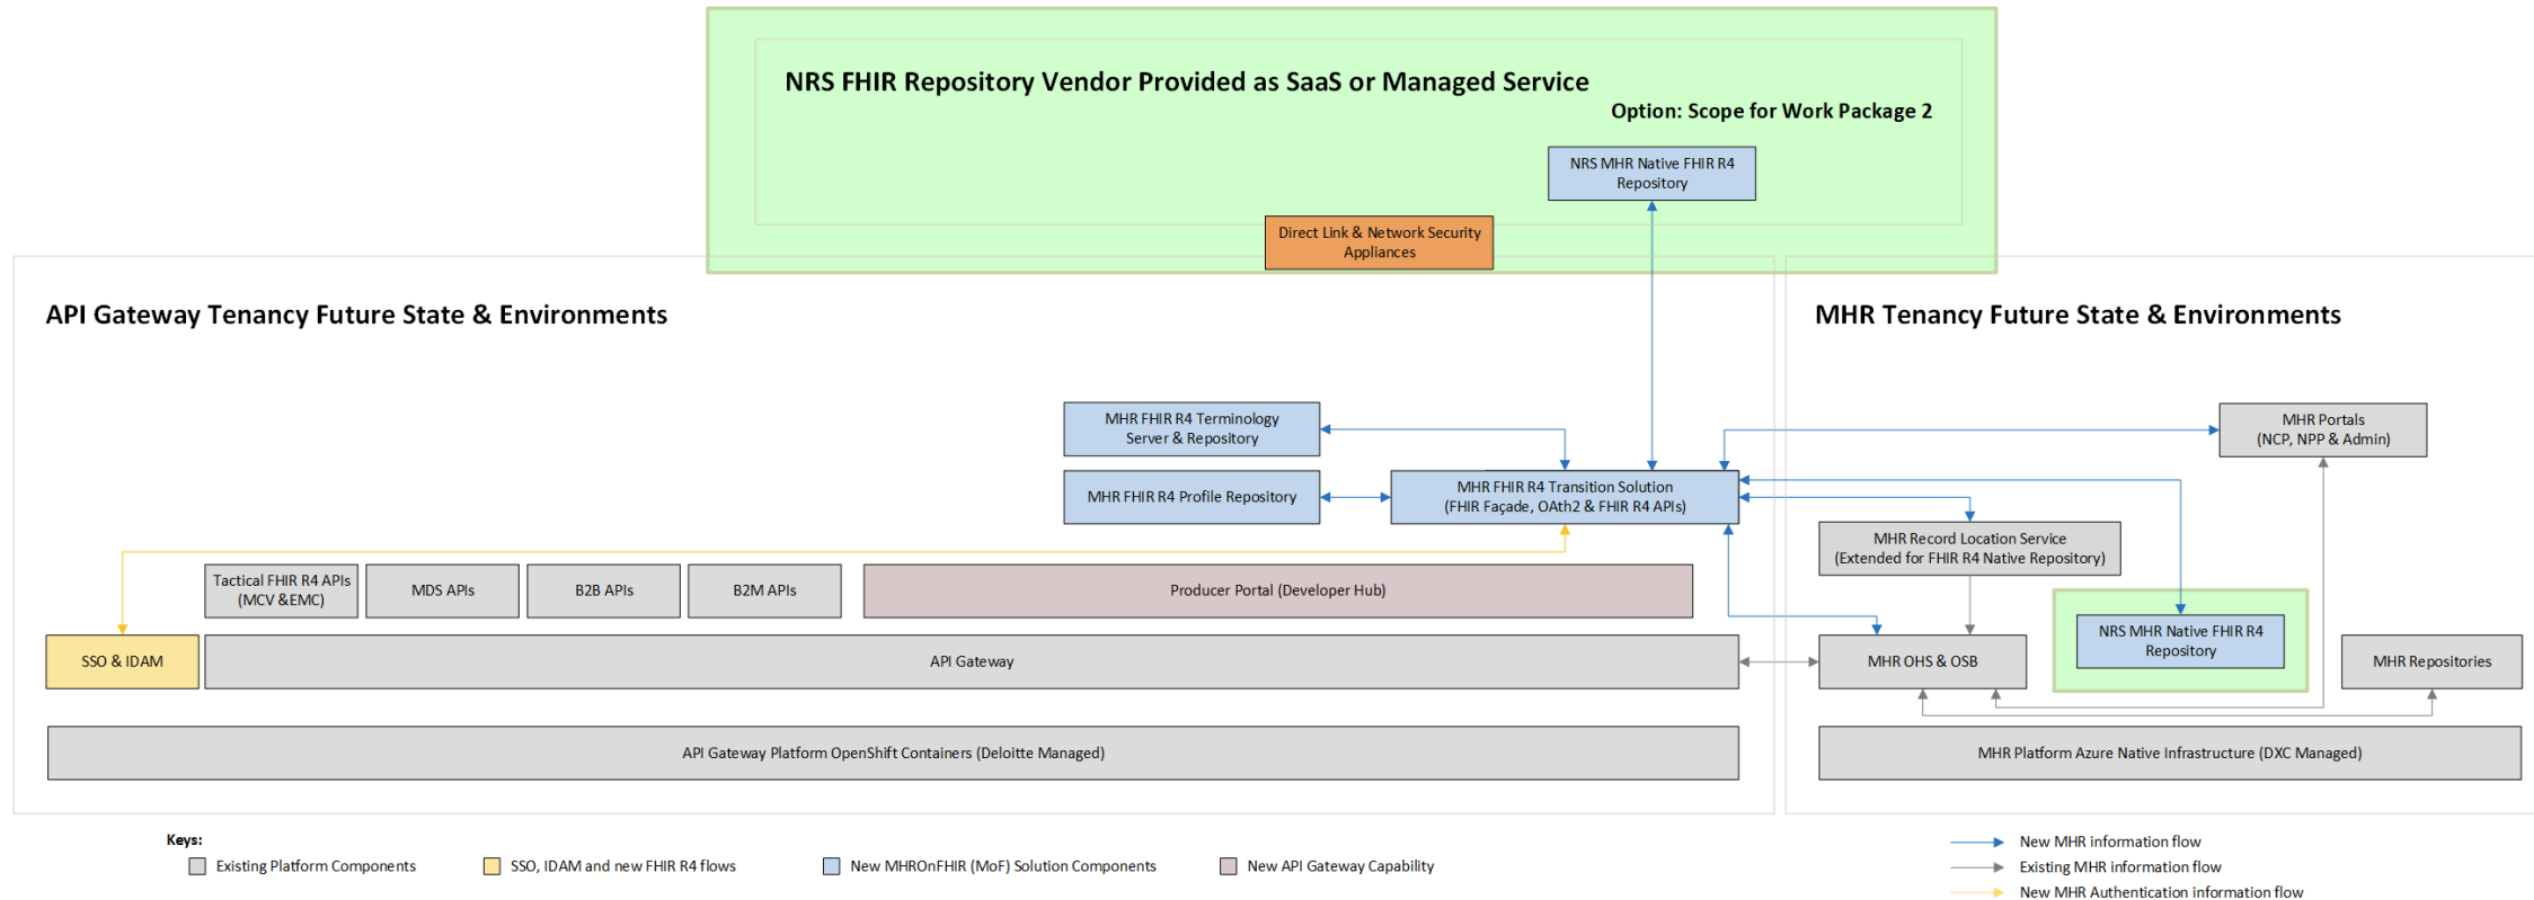 NRS FHIR Repository Vendor Provided as SaaS or Managed Service
Option: Scope for Work Package 2
NRS MHR Native FHIR R4
Repository
Direct Link & Network Security
Appliances
API Gateway Tenancy Future State & Environments
MHR Tenancy Future State & Environments
MHR FHIR R4 Terminology
Server & Repository
MHR Portals
(NCP, NPP & Admin)
MHR FHIR R4 Profile Repository
MHR FHIR R4 Transition Solution
(FHIR Façade, OAth2 & FHIR R4 APIs)
MHR Record Location Service
(Extended for FHIR R4 Native Repository)
Tactical FHIR R4 APIs
(MCV &EMC)
MDS APIs
B2B APIs
B2M APIs
Producer Portal (Developer Hub)
SSO & IDAM
API Gateway
MHR OHS & OSB
NRS MHR Native FHIR R4
Repository
MHR Repositories
API Gateway Platform OpenShift Containers (Deloitte Managed)
MHR Platform Azure Native Infrastructure (DXC Managed)
Keys:
Existing Platform Components
SSO, IDAM and new FHIR R4 flows
New MHROnFHIR (MoF) Solution Components
New API Gateway Capability
New MHR information flow
Existing MHR information flow
New MHR Authentication information flow